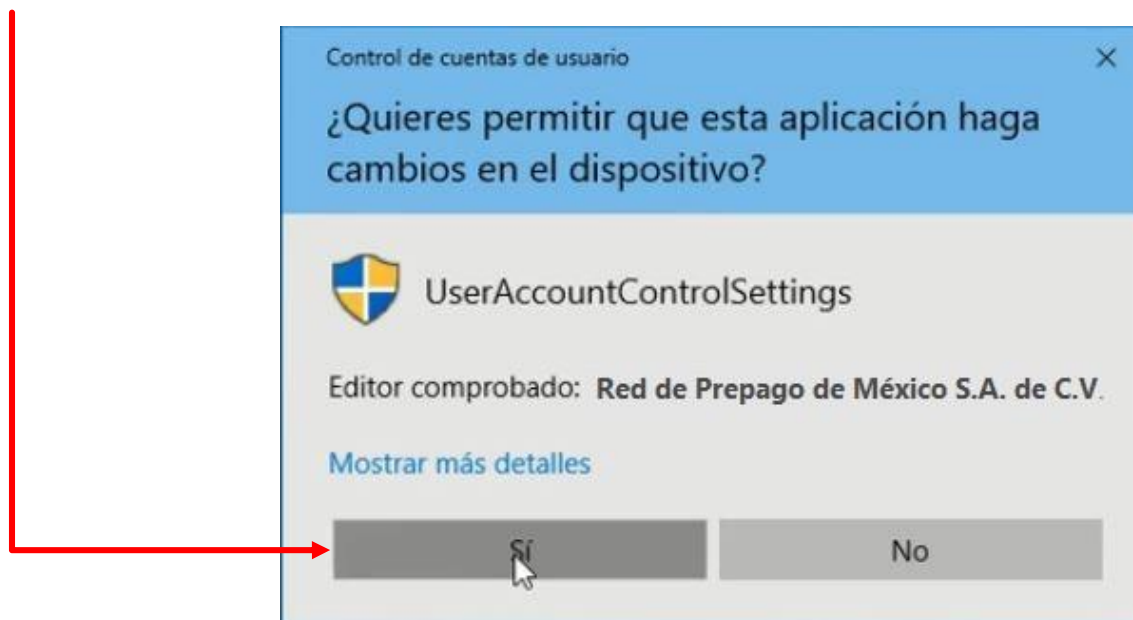 Control de cuentas de usuario
¿Quieres permitir que esta aplicación haga
cambios en el dispositivo?
UserAccountControlSettings
Editor comprobado: Red de Prepago de México S.A. de C.V.
Mostrar más detalles
Sí
No